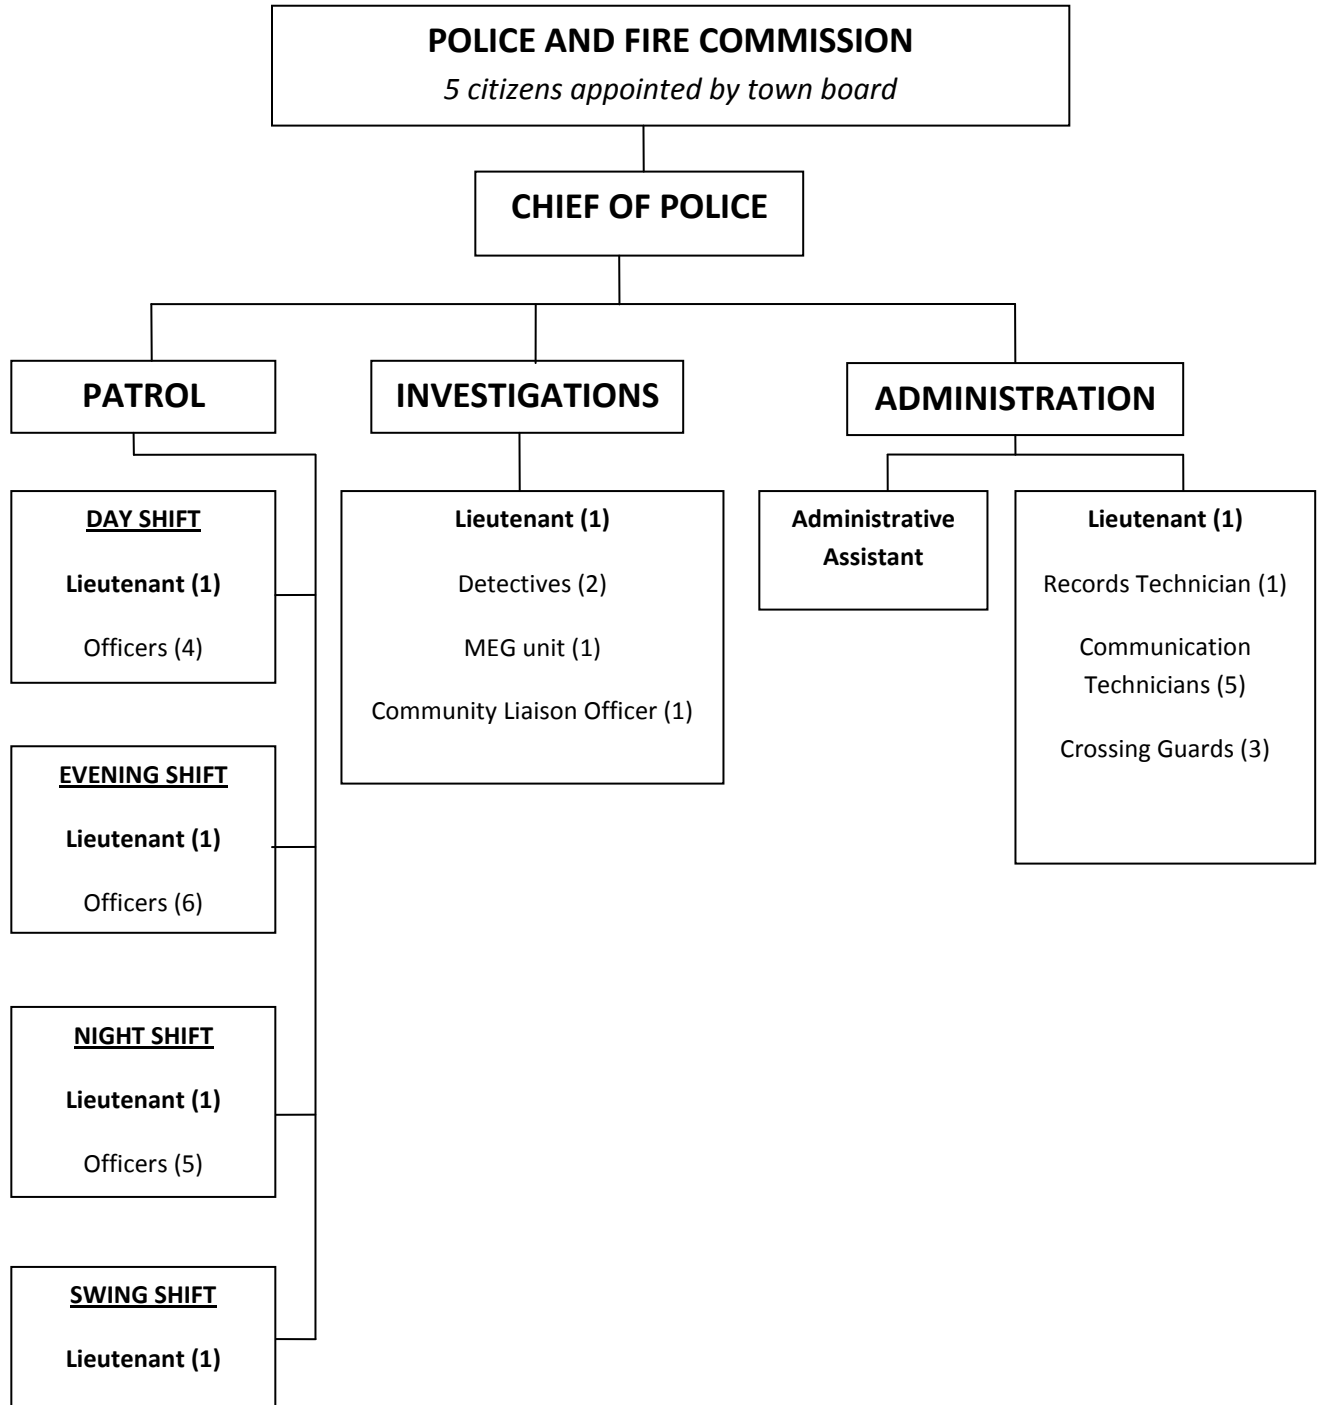 POLICE AND FIRE COMMISSION
5 citizens appointed by town board
CHIEF OF POLICE
PATROL
INVESTIGATIONS
ADMINISTRATION
DAY SHIFT
Lieutenant (1)
Officers (4)
EVENING SHIFT
Lieutenant (1)
Officers (6)
NIGHT SHIFT
Lieutenant (1)
Officers (5)
SWING SHIFT
Lieutenant (1)
Lieutenant (1)
Detectives (2)
MEG unit (1)
Community Liaison Officer (1)
Administrative
Assistant
Lieutenant (1)
Records Technician (1)
Communication
Technicians (5)
Crossing Guards (3)